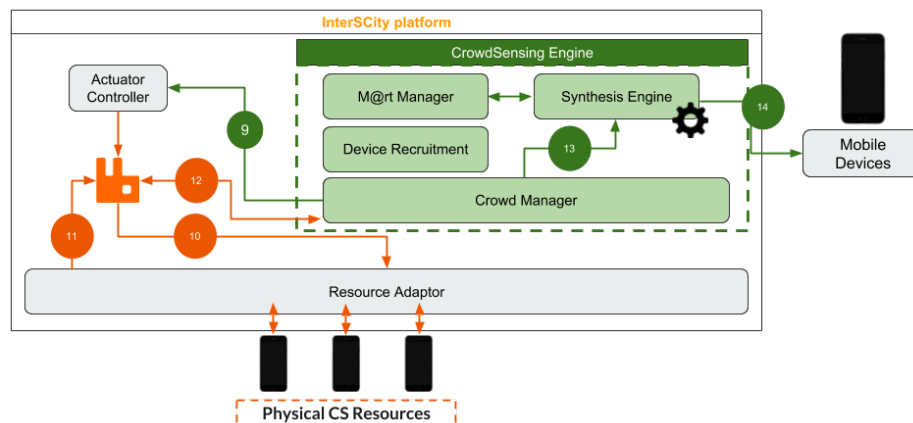 InterSCity platform
CrowdSensing Engine
Actuator
Controller
M@rt Manager
Synthesis Engine
14
9
Device Recruitment
13
Mobile
Devices
12
Crowd Manager
11
10
Resource Adaptor
Physical CS Resources